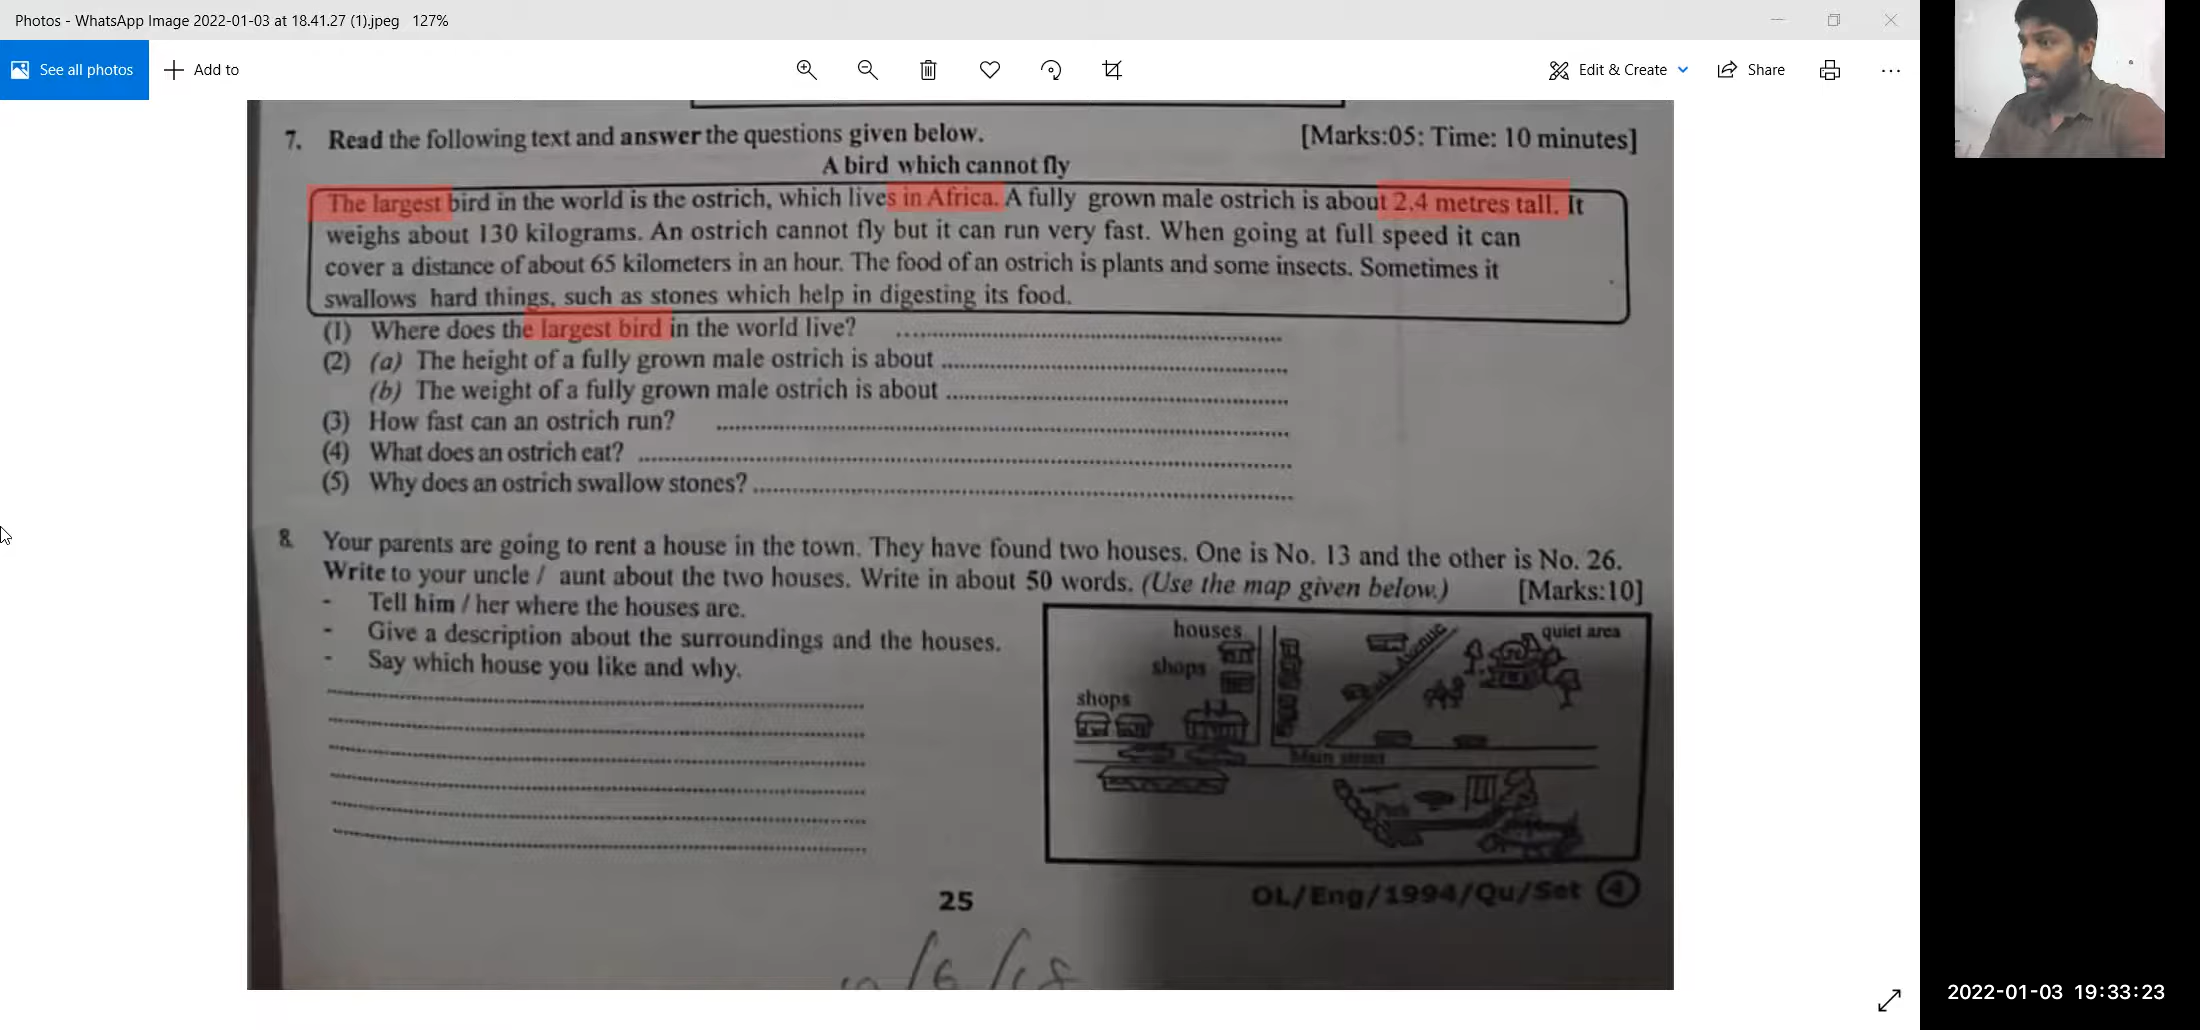 Photos - WhatsApp Image 2022-01-03 at 18.41.27 (1).jpeg 127%
See all photos
Add to
Edit & Create
Share
7. Read the following text and answer the questions given below. [Marks:05: Time: 10 minutes]
A bird which cannot fly
The largest bird in the world is the ostrich, which lives in Africa. A fully grown male ostrich is about 2.4 metres tall. It
weighs about 130 kilograms. An ostrich cannot fly but it can run very fast. When going at full speed it can
cover a distance of about 65 kilometers in an hour. The food of an ostrich is plants and some insects. Sometimes it
swallows hard things, such as stones which help in digesting its food.
(1) Where does the largest bird in the world live? ........................
(2) (a) The height of a fully grown male ostrich is about ........................
(b) The weight of a fully grown male ostrich is about ........................
(3) How fast can an ostrich run? ........................
(4) What does an ostrich eat? ........................
(5) Why does an ostrich swallow stones? ........................
8. Your parents are going to rent a house in the town. They have found two houses. One is No. 13 and the other is No. 26.
Write to your uncle / aunt about the two houses. Write in about 50 words. (Use the map given below.) [Marks:10]
- Tell him / her where the houses are.
- Give a description about the surroundings and the houses.
- Say which house you like and why.
houses
shops
shops
Park Avenue
quiet area
Main street
25
OL/Eng/1994/Qu/Set 4
2022-01-03 19:33:23